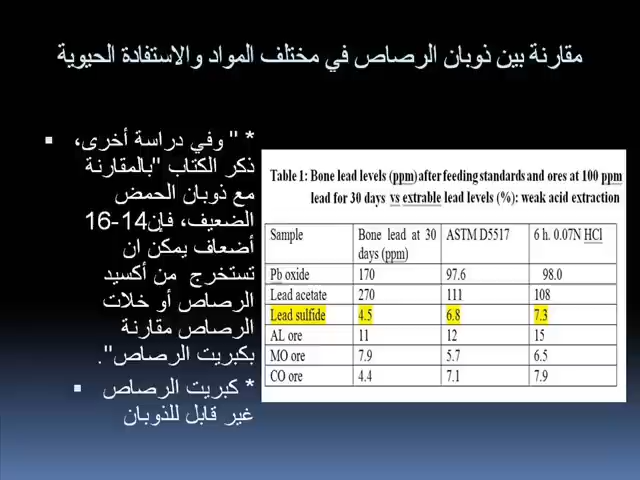 مقارنة بين ذوبان الرصاص في مختلف المواد والاستفادة الحيوية
* " وفي دراسة أخرى،
ذكر الكتاب "بالمقارنة
مع ذوبان الحمض
الضعيف، فإن14-16
أضعاف يمكن ان
تستخرج من أكسيد
الرصاص أو خلات
الرصاص مقارنة
بكبريت الرصاص".
* كبريت الرصاص
غير قابل للذوبان
Table 1: Bone lead levels (ppm) after feeding standards and ores at 100 ppm
lead for 30 days vs extrable lead levels (%): weak acid extraction
Sample Bone lead at 30 days (ppm) ASTM D5517 6 h. 0.07N HCl
Pb oxide 170 97.6 98.0
Lead acetate 270 111 108
Lead sulfide 4.5 6.8 7.3
AL ore 11 12 15
MO ore 7.9 5.7 6.5
CO ore 4.4 7.1 7.9